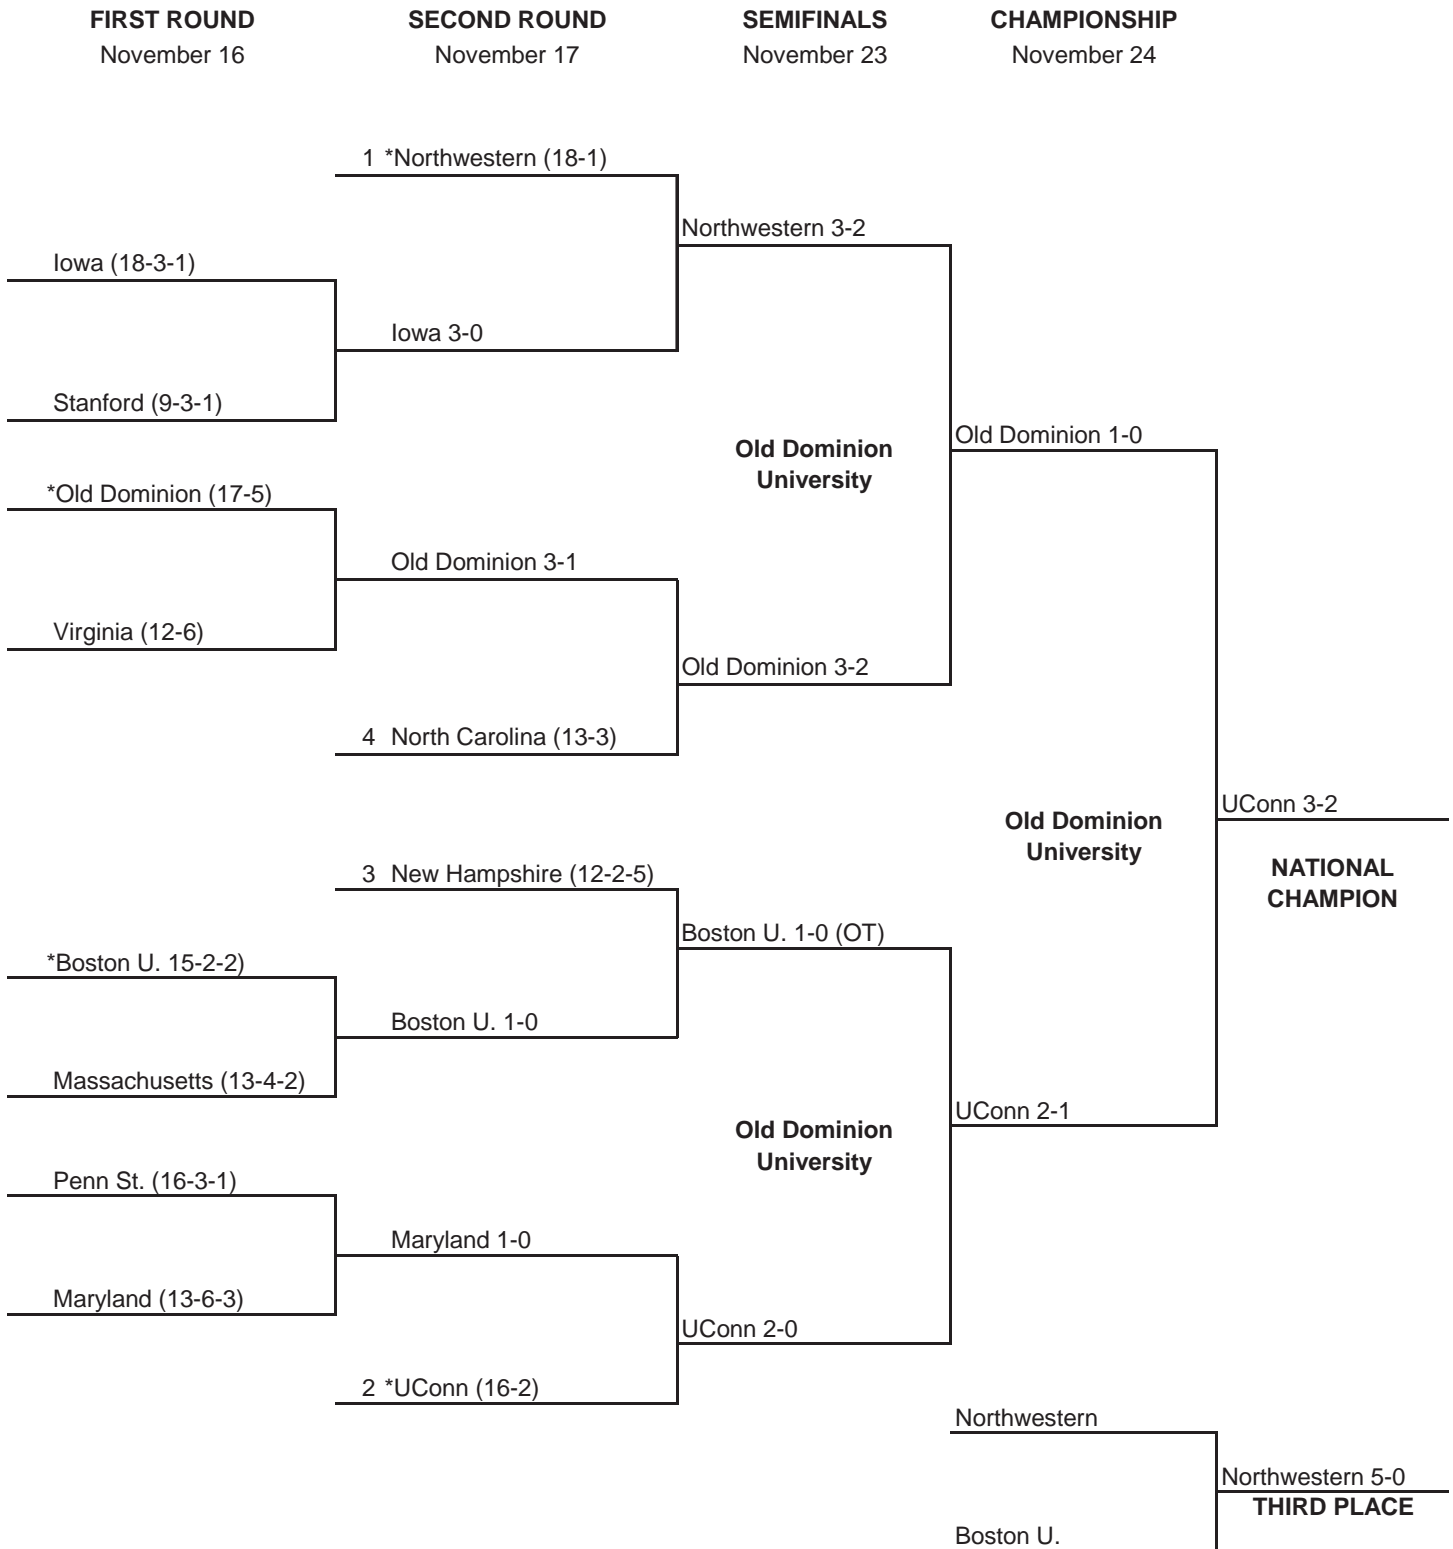 FIRST ROUND
November 16
SECOND ROUND
November 17
SEMIFINALS
November 23
CHAMPIONSHIP
November 24
1 *Northwestern (18-1)
Northwestern 3-2
Iowa (18-3-1)
Iowa 3-0
Stanford (9-3-1)
Old Dominion 1-0
Old Dominion
University
*Old Dominion (17-5)
Old Dominion 3-1
Virginia (12-6)
Old Dominion 3-2
4 North Carolina (13-3)
UConn 3-2
Old Dominion
University
NATIONAL
CHAMPION
3 New Hampshire (12-2-5)
Boston U. 1-0 (OT)
*Boston U. 15-2-2)
Boston U. 1-0
Massachusetts (13-4-2)
UConn 2-1
Old Dominion
University
Penn St. (16-3-1)
Maryland 1-0
Maryland (13-6-3)
UConn 2-0
2 *UConn (16-2)
Northwestern
Northwestern 5-0
THIRD PLACE
Boston U.